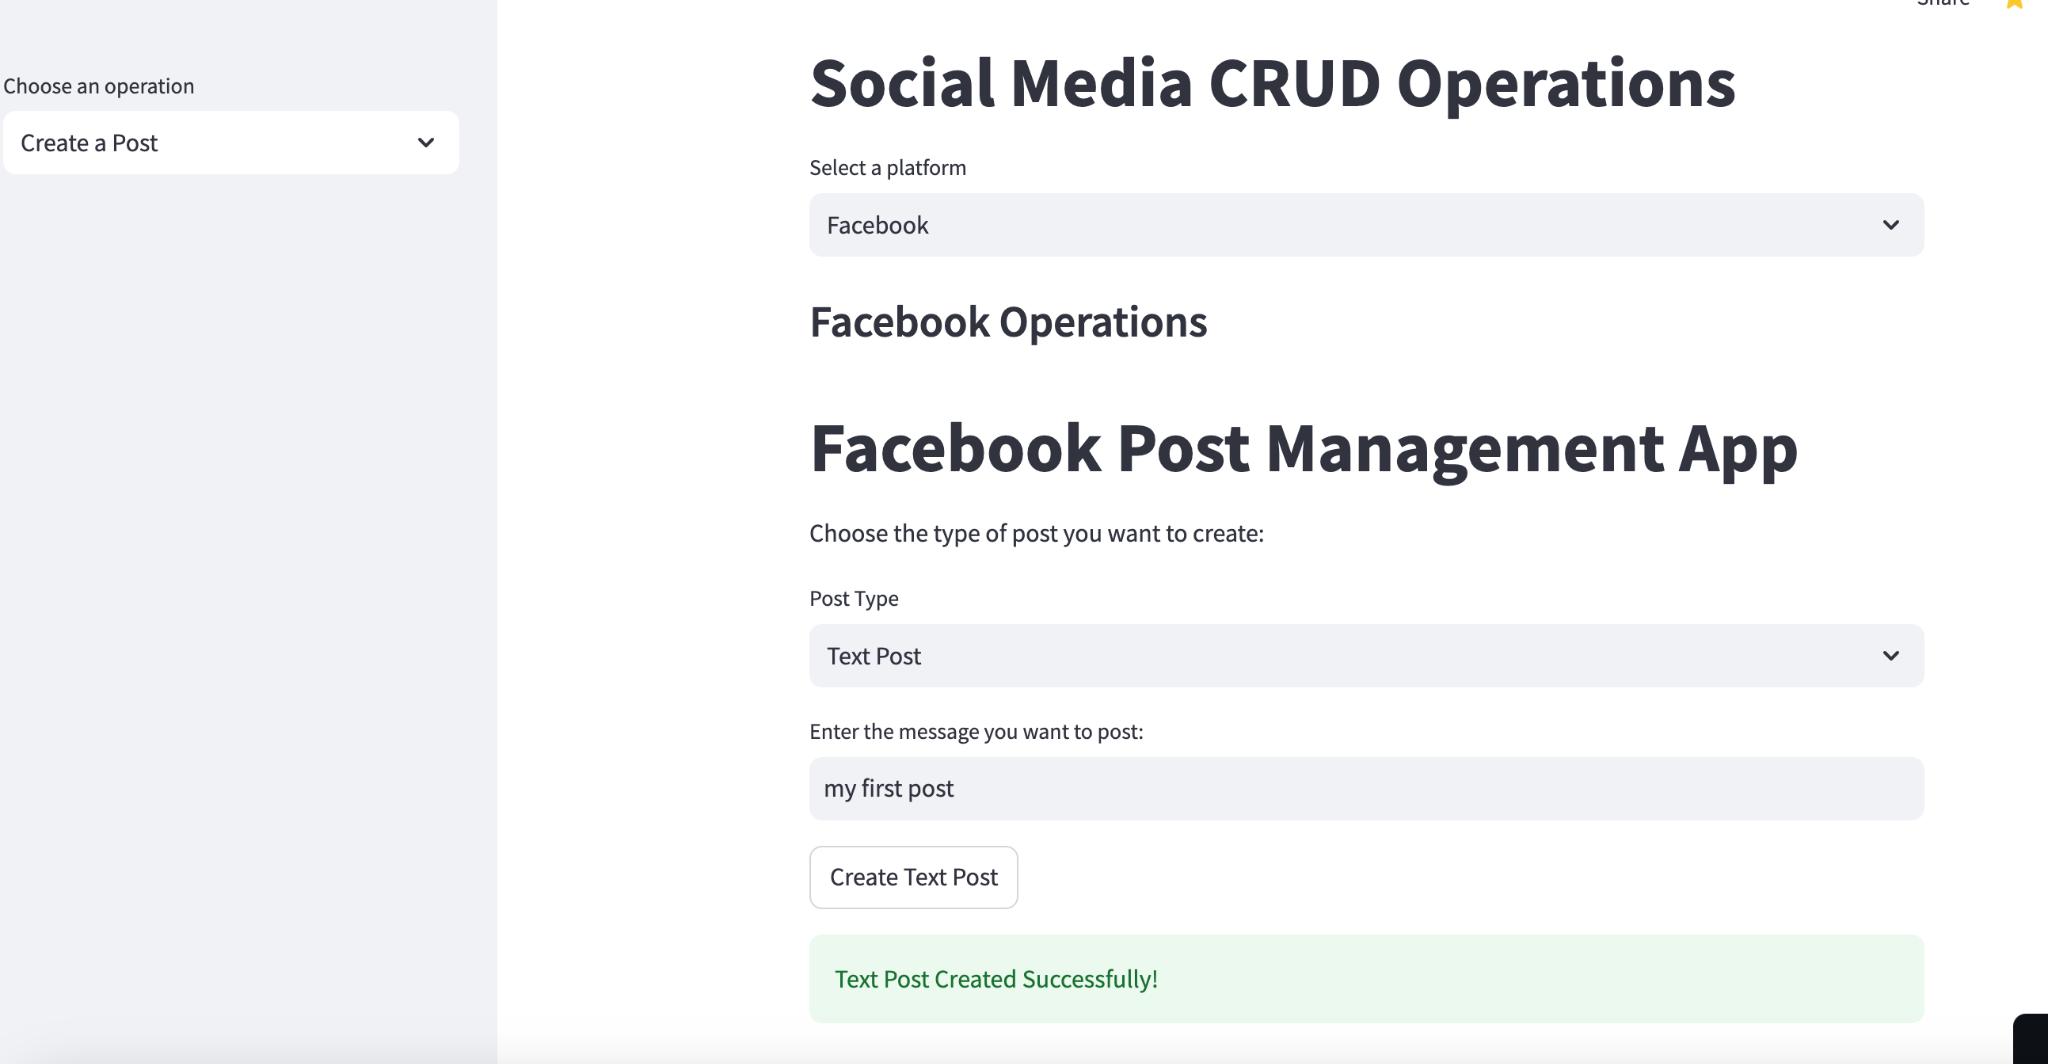 Share
Choose an operation
Create a Post
Social Media CRUD Operations
Select a platform
Facebook
Facebook Operations
Facebook Post Management App
Choose the type of post you want to create:
Post Type
Text Post
Enter the message you want to post:
my first post
Create Text Post
Text Post Created Successfully!